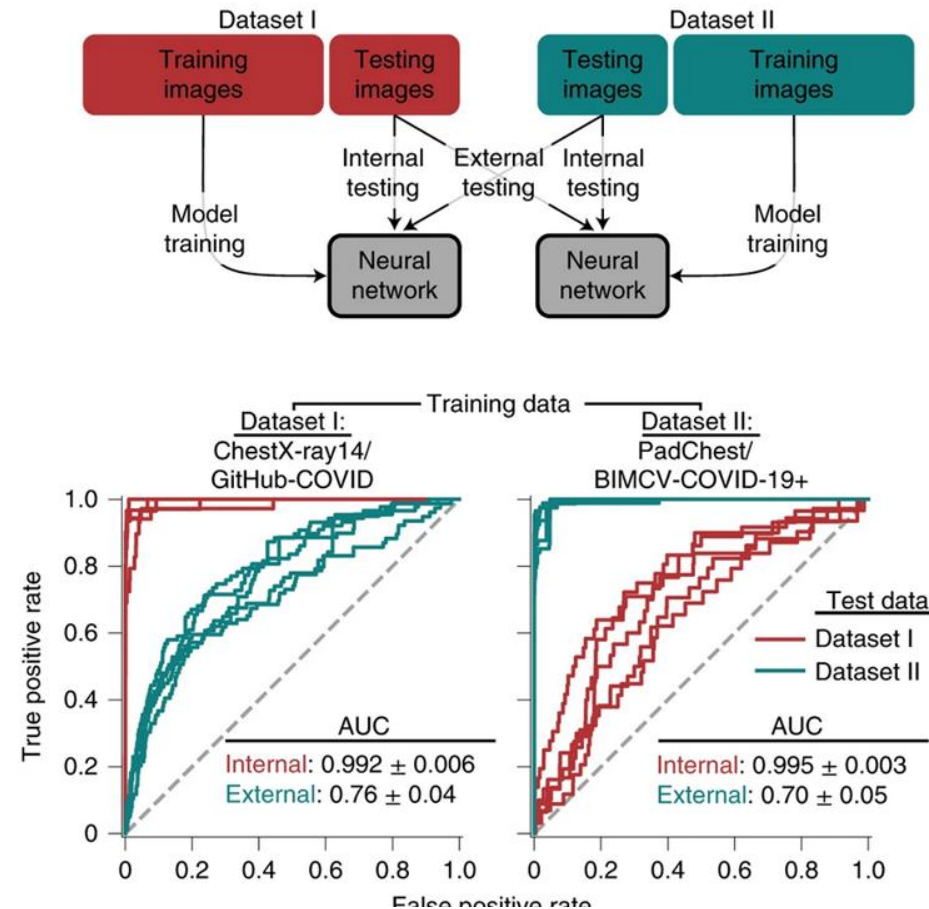 Dataset I
Dataset II
Training
images
Testing
images
Testing
images
Training
images
Internal
testing
External
testing
Internal
testing
Model
training
Model
training
Neural
network
Neural
network
Training data
Dataset I:
ChestX-ray14/
GitHub-COVID
Dataset II:
PadChest/
BIMCV-COVID-19+
True positive rate
1.0
0.8
0.6
0.4
0.2
0
AUC
Internal: 0.992 ± 0.006
External: 0.76 ± 0.04
0 0.2 0.4 0.6 0.8 1.0
Test data
Dataset I
Dataset II
AUC
Internal: 0.995 ± 0.003
External: 0.70 ± 0.05
0 0.2 0.4 0.6 0.8 1.0
False positive rate